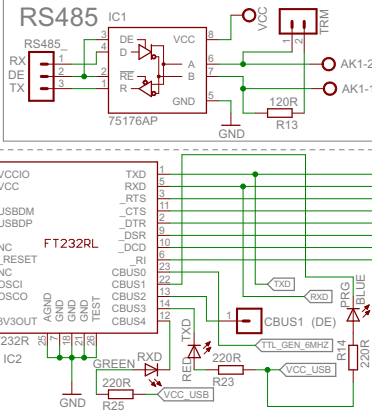 RS485
IC1
VCC
TRM
RS485_
RX
DE
TX
1
2
3
3
4
2
1
DE
D
RE
R
VCC
A
B
GND
8
6
7
5
1
2
AK1-2
AK1-1
120R
R13
GND
75176AP
VCCIO
VCC
USBDM
USBDP
NC
_RESET
NC
OSCI
OSCO
3V3OUT
FT232RL
TXD
RXD
_RTS
_CTS
_DTR
_DSR
_DCD
_RI
CBUS0
CBUS1
CBUS2
CBUS3
CBUS4
1
5
3
11
2
9
10
6
23
22
13
14
12
AGND
GND
GND
GND
TEST
25
7
18
21
26
232R
IC2
GND
TXD
RXD
1
CBUS1 (DE)
TTL_GEN_6MHZ
PRG
BLUE
R14
220R
GREEN
RXD
RED
TXD
220R
R23
VCC_USB
220R
R25
VCC_USB